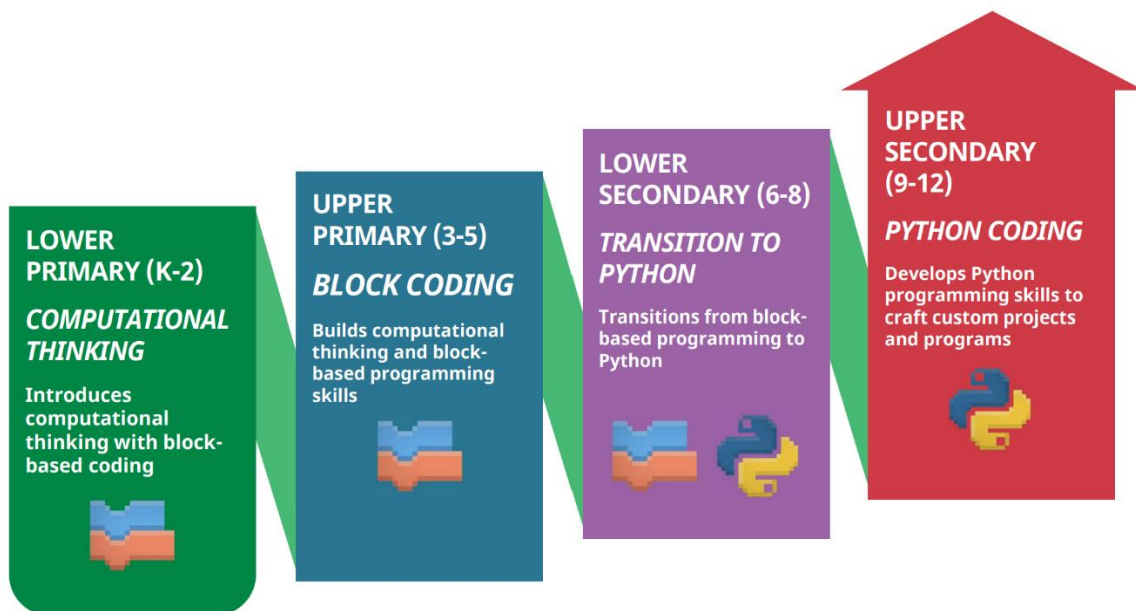 LOWER
PRIMARY (K-2)
COMPUTATIONAL
THINKING
Introduces
computational
thinking with block-
based coding
UPPER
PRIMARY (3-5)
BLOCK CODING
Builds computational
thinking and block-
based programming
skills
LOWER
SECONDARY (6-8)
TRANSITION TO
PYTHON
Transitions from block-
based programming to
Python
UPPER
SECONDARY
(9-12)
PYTHON CODING
Develops Python
programming skills to
craft custom projects
and programs